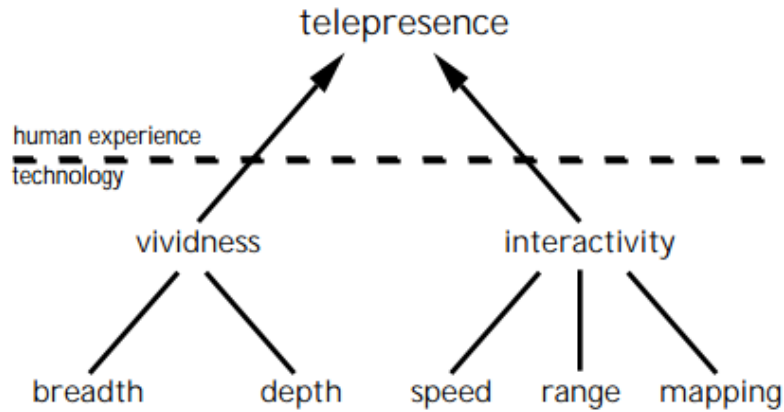 telepresence
human experience
technology
vividness interactivity
breadth depth speed range mapping